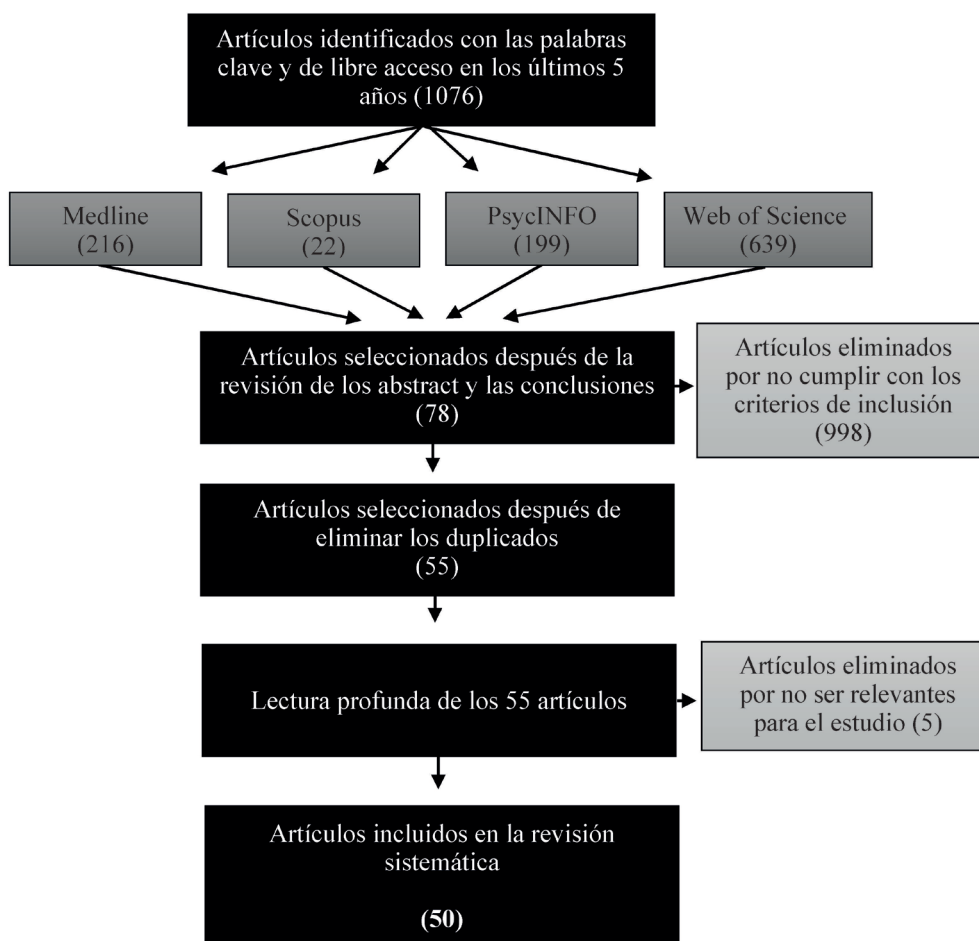 Artículos identificados con las palabras
clave y de libre acceso en los últimos 5
años (1076)
Medline
(216)
Scopus
(22)
PsycINFO
(199)
Web of Science
(639)
Artículos seleccionados después de la
revisión de los abstract y las conclusiones
(78)
Artículos eliminados
por no cumplir con los
criterios de inclusión
(998)
Artículos seleccionados después de
eliminar los duplicados
(55)
Lectura profunda de los 55 artículos
Artículos eliminados
por no ser relevantes
para el estudio (5)
Artículos incluidos en la revisión
sistemática
(50)